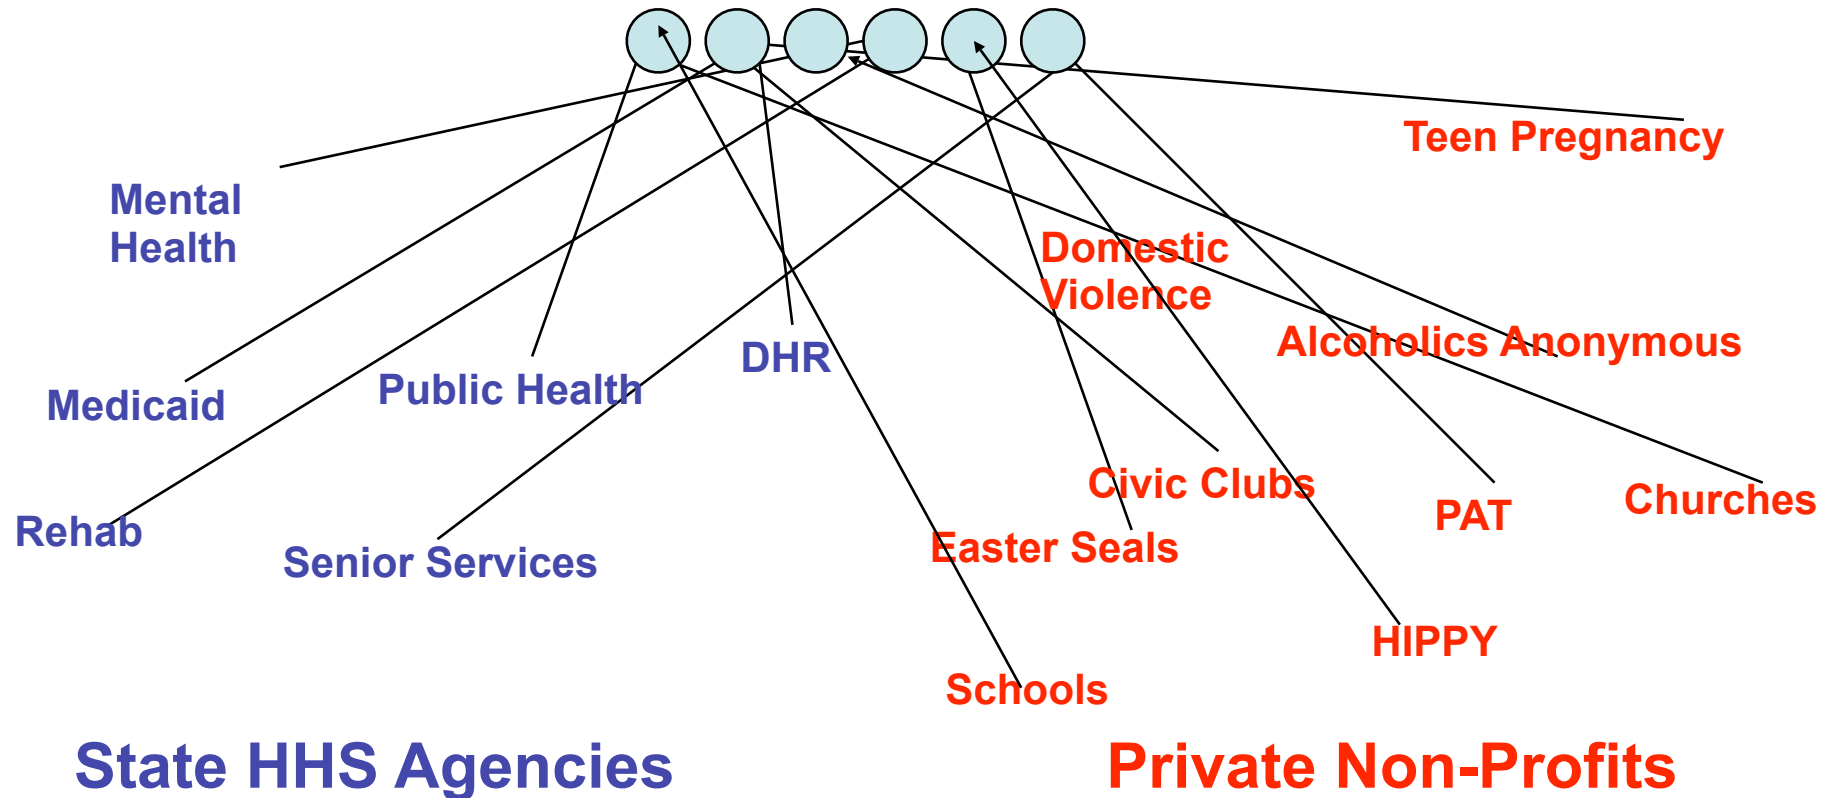 Teen Pregnancy
Mental
Health
Domestic
Violence
Alcoholics Anonymous
DHR
Public Health
Medicaid
Civic Clubs
Churches
PAT
Rehab
Easter Seals
Senior Services
HIPPY
Schools
State HHS Agencies
Private Non-Profits